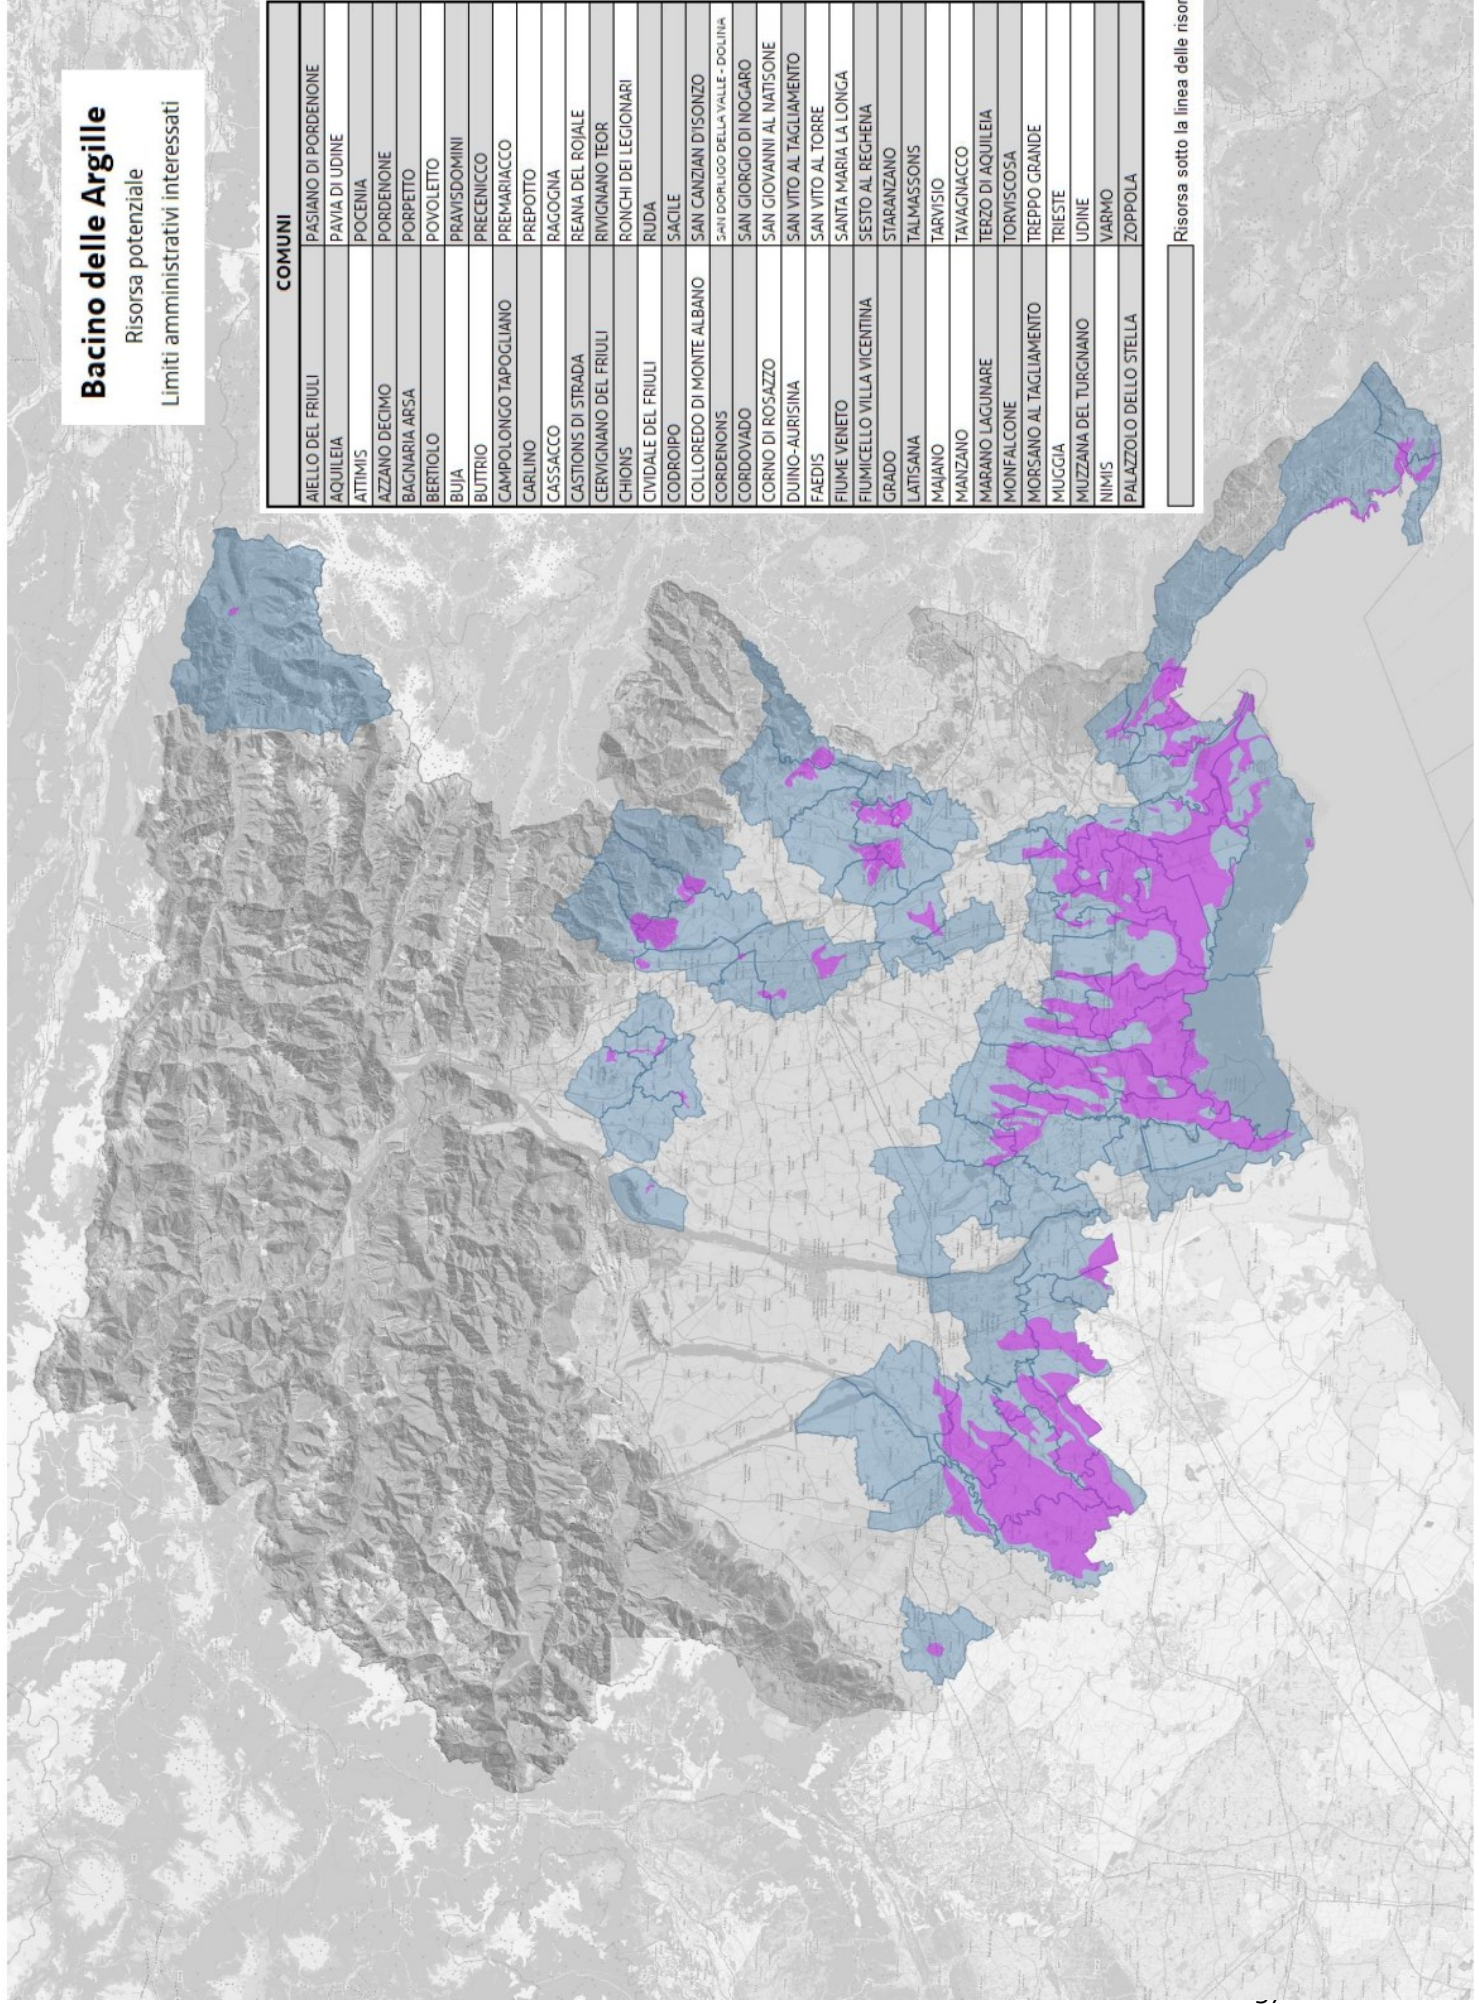 Bacino delle Argille
Risorsa potenziale
Limiti amministrativi interessati
COMUNI
AIELLO DEL FRIULI PASIANO DI PORDENONE
AQUILEIA PAVIA DI UDINE
ATTIMIS POCENIA
AZZANO DECIMO PORDENONE
BAGNARIA ARSA PORPETTO
BERTIOLO POVOLETTO
BUJA PRAVISDOMINI
BUTTRIO PRECENICCO
CAMPOLONGO TAPOGLIANO PREMARIACCO
CARLINO PREPOTTO
CASSACCO RAGOGNA
CASTIONS DI STRADA REANA DEL ROJALE
CERVIGNANO DEL FRIULI RIVIGNANO TEOR
CHIONS RONCHI DEI LEGIONARI
CIVIDALE DEL FRIULI RUDA
CODROIPO SACILE
COLLOREDO DI MONTE ALBANO SAN CANZIAN D'ISONZO
CORDENONS SAN DORLIGO DELLA VALLE - DOLINA
CORDOVADO SAN GIORGIO DI NOGARO
CORNO DI ROSAZZO SAN GIOVANNI AL NATISONE
DUINO-AURISINA SAN VITO AL TAGLIAMENTO
FAEDIS SAN VITO AL TORRE
FIUME VENETO SANTA MARIA LA LONGA
FIUMICELLO VILLA VICENTINA SESTO AL REGHENA
GRADO STARANZANO
LATISANA TALMASSONS
MAJANO TARVISIO
MANZANO TAVAGNACCO
MARANO LAGUNARE TERZO DI AQUILEIA
MONFALCONE TORVISCOSA
MORSANO AL TAGLIAMENTO TREPPO GRANDE
MUGGIA TRIESTE
MUZZANA DEL TURGNANO UDINE
NIMIS VARMO
PALAZZOLO DELLO STELLA ZOPPOLA
Risorsa sotto la linea delle risor